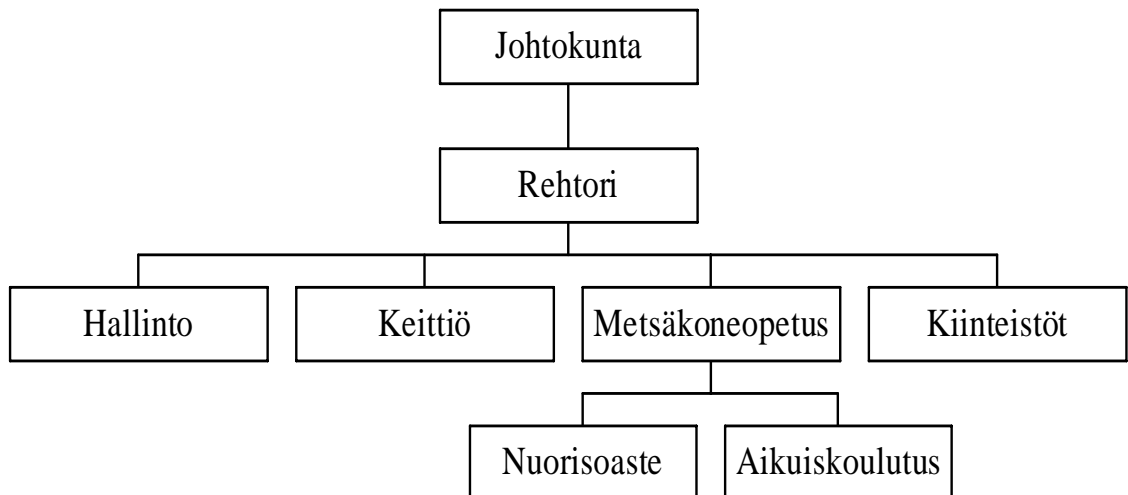 Johtokunta
Rehtori
Hallinto
Keittiö
Metsäkoneopetus
Kiinteistöt
Nuorisoaste
Aikuiskoulutus